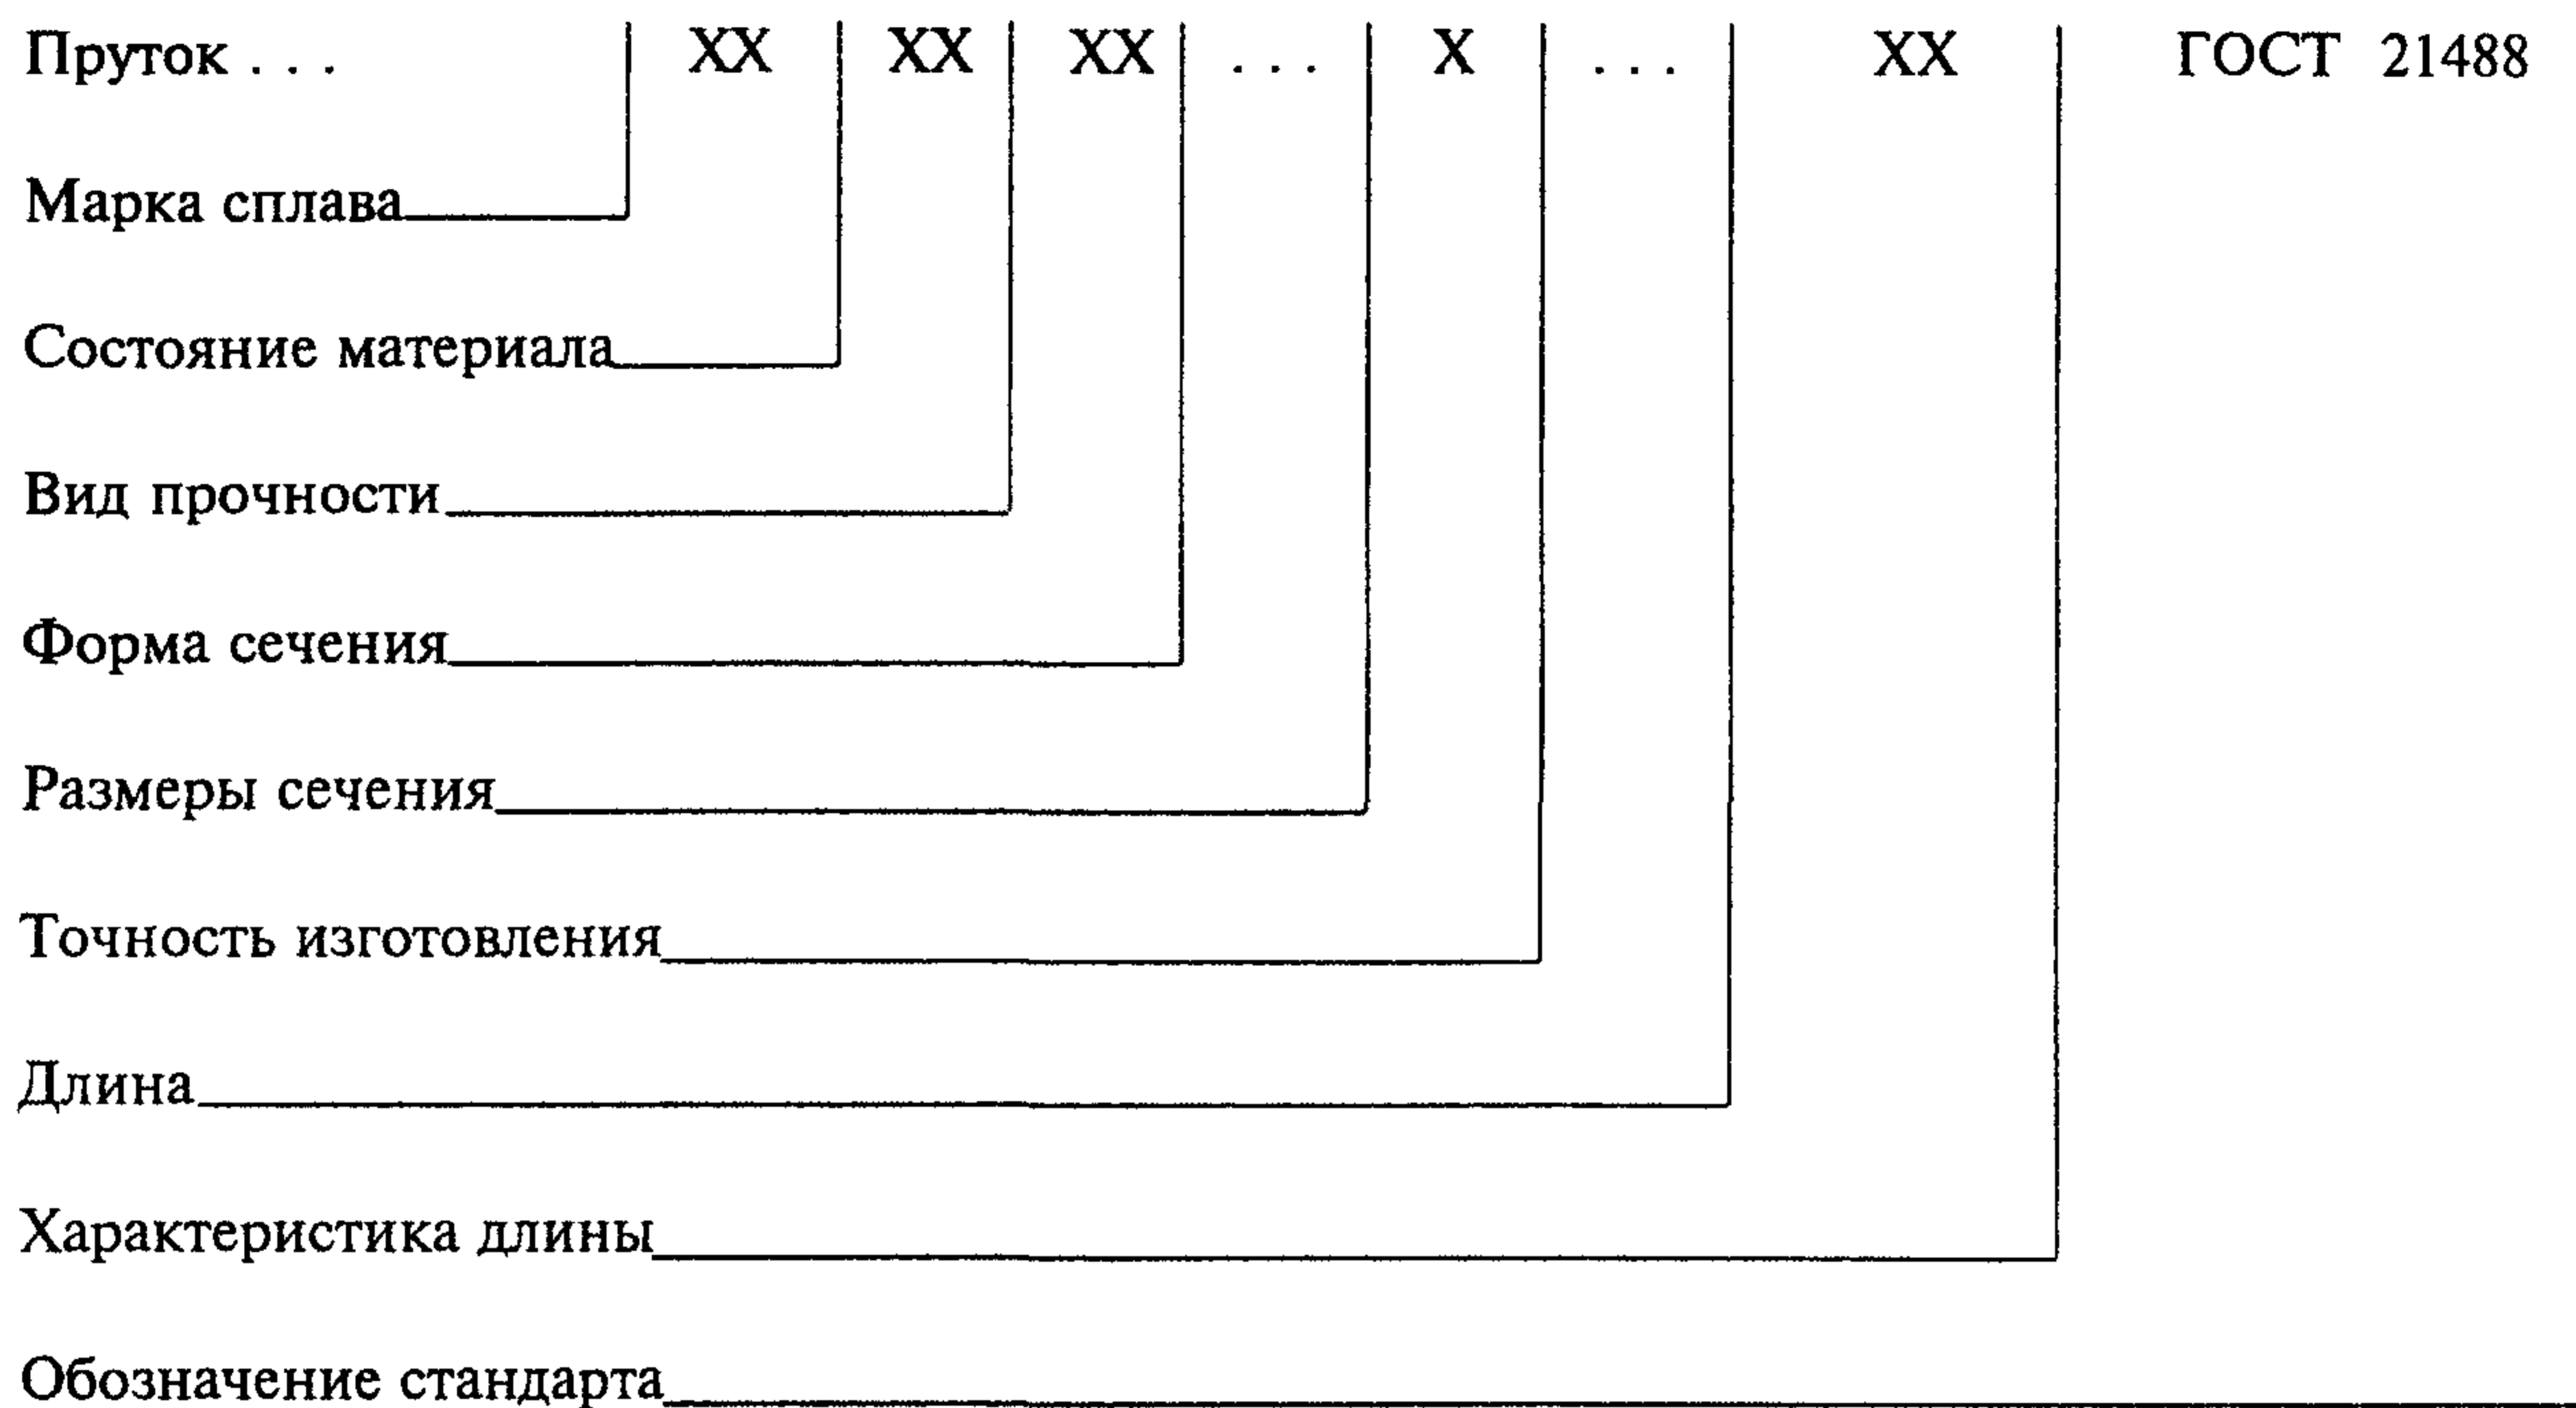 Пруток . . . XX XX XX . . . X . . . XX ГОСТ 21488
Марка сплава
Состояние материала
Вид прочности
Форма сечения
Размеры сечения
Точность изготовления
Длина
Характеристика длины
Обозначение стандарта